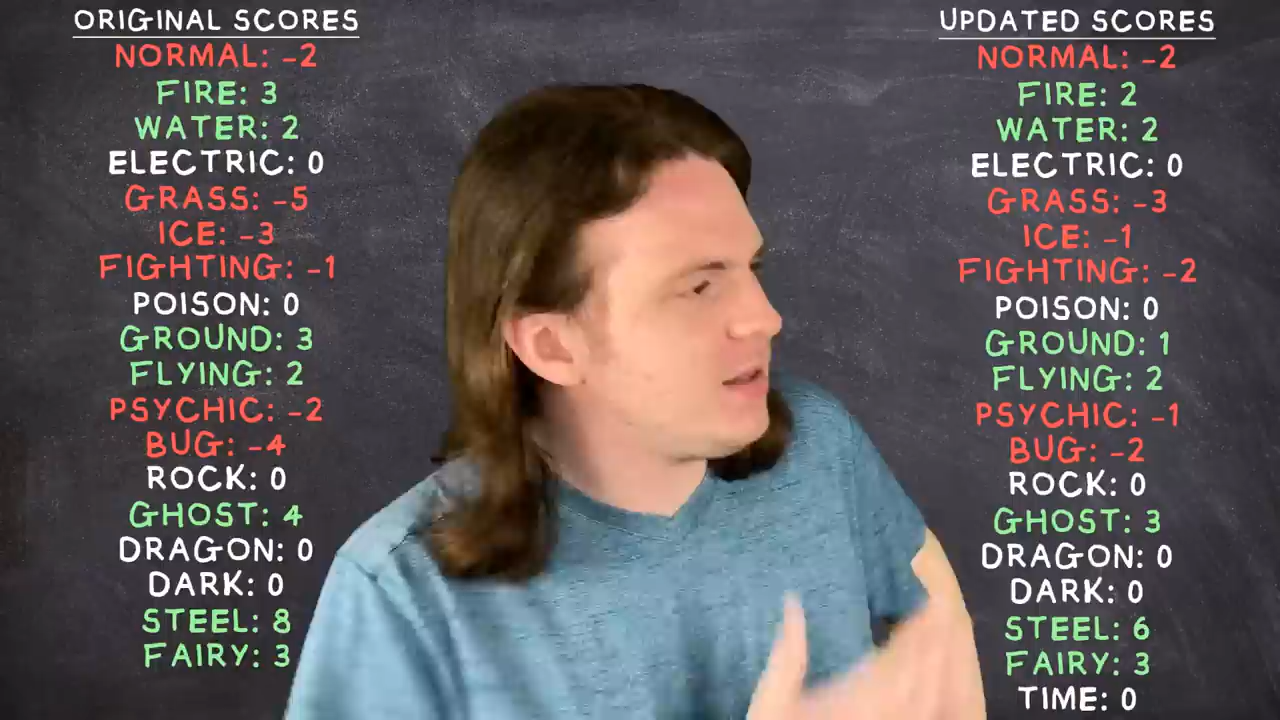 ORIGINAL SCORES
NORMAL: -2
FIRE: 3
WATER: 2
ELECTRIC: 0
GRASS: -5
ICE: -3
FIGHTING: -1
POISON: 0
GROUND: 3
FLYING: 2
PSYCHIC: -2
BUG: -4
ROCK: 0
GHOST: 4
DRAGON: 0
DARK: 0
STEEL: 8
FAIRY: 3
UPDATED SCORES
NORMAL: -2
FIRE: 2
WATER: 2
ELECTRIC: 0
GRASS: -3
ICE: -1
FIGHTING: -2
POISON: 0
GROUND: 1
FLYING: 2
PSYCHIC: -1
BUG: -2
ROCK: 0
GHOST: 3
DRAGON: 0
DARK: 0
STEEL: 6
FAIRY: 3
TIME: 0